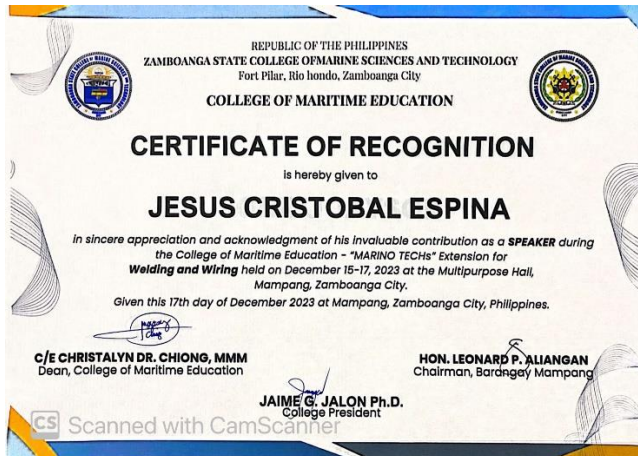 REPUBLIC OF THE PHILIPPINES
ZAMBOANGA STATE COLLEGE OFMARINE SCIENCES AND TECHNOLOGY
Fort Pilar, Rio hondo, Zamboanga City
COLLEGE OF MARITIME EDUCATION
CERTIFICATE OF RECOGNITION
is hereby given to
JESUS CRISTOBAL ESPINA
in sincere appreciation and acknowledgment of his invaluable contribution as a SPEAKER during
the College of Maritime Education - "MARINO TECHs" Extension for
Welding and Wiring held on December 15-17, 2023 at the Multipurpose Hall,
Mampang, Zamboanga City.
Given this 17th day of December 2023 at Mampang, Zamboanga City, Philippines.
C/E CHRISTALYN DR. CHIONG, MMM
Dean, College of Maritime Education
HON. LEONARD P. ALIANGAN
Chairman, Barangay Mampang
JAIME G. JALON Ph.D.
College President
CS Scanned with CamScanner